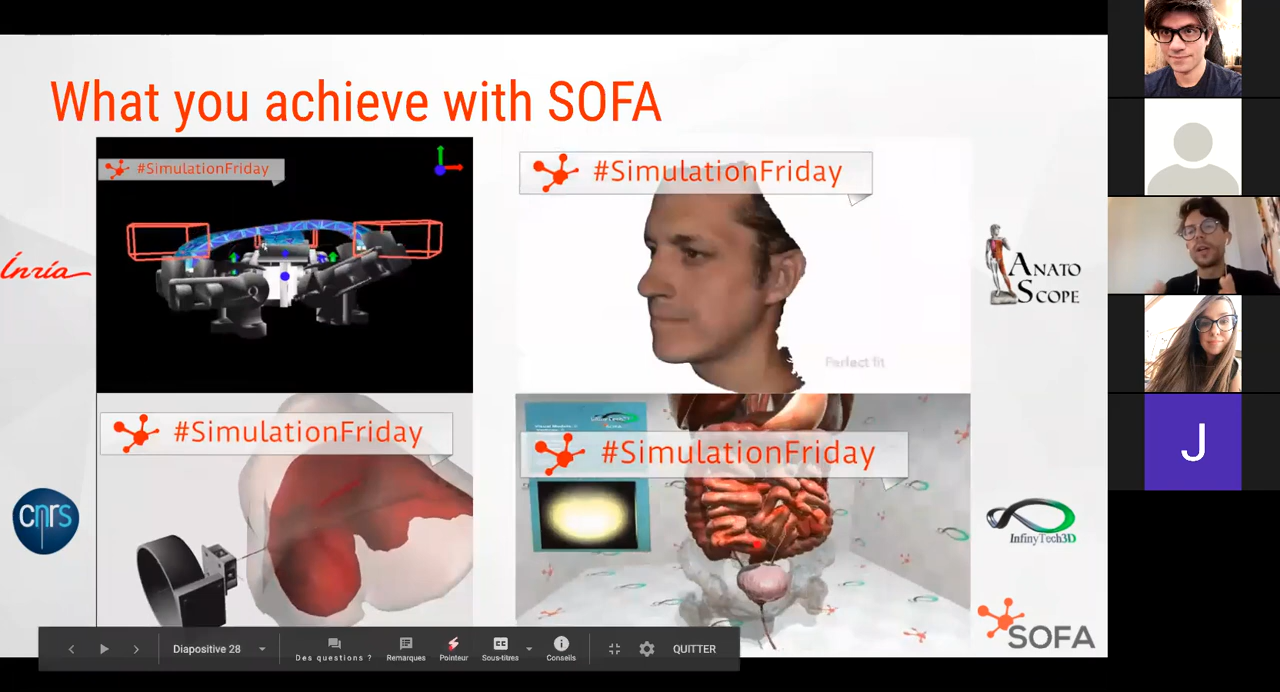 What you achieve with SOFA
#SimulationFriday
#SimulationFriday
Inria
Perfect fit
ANATO
SCOPE
#SimulationFriday
#SimulationFriday
cnrs
InfinyTech3D
SOFA
Diapositive 28
Des questions ?
Remarques
Pointeur
Sous-titres
Conseils
QUITTER
J